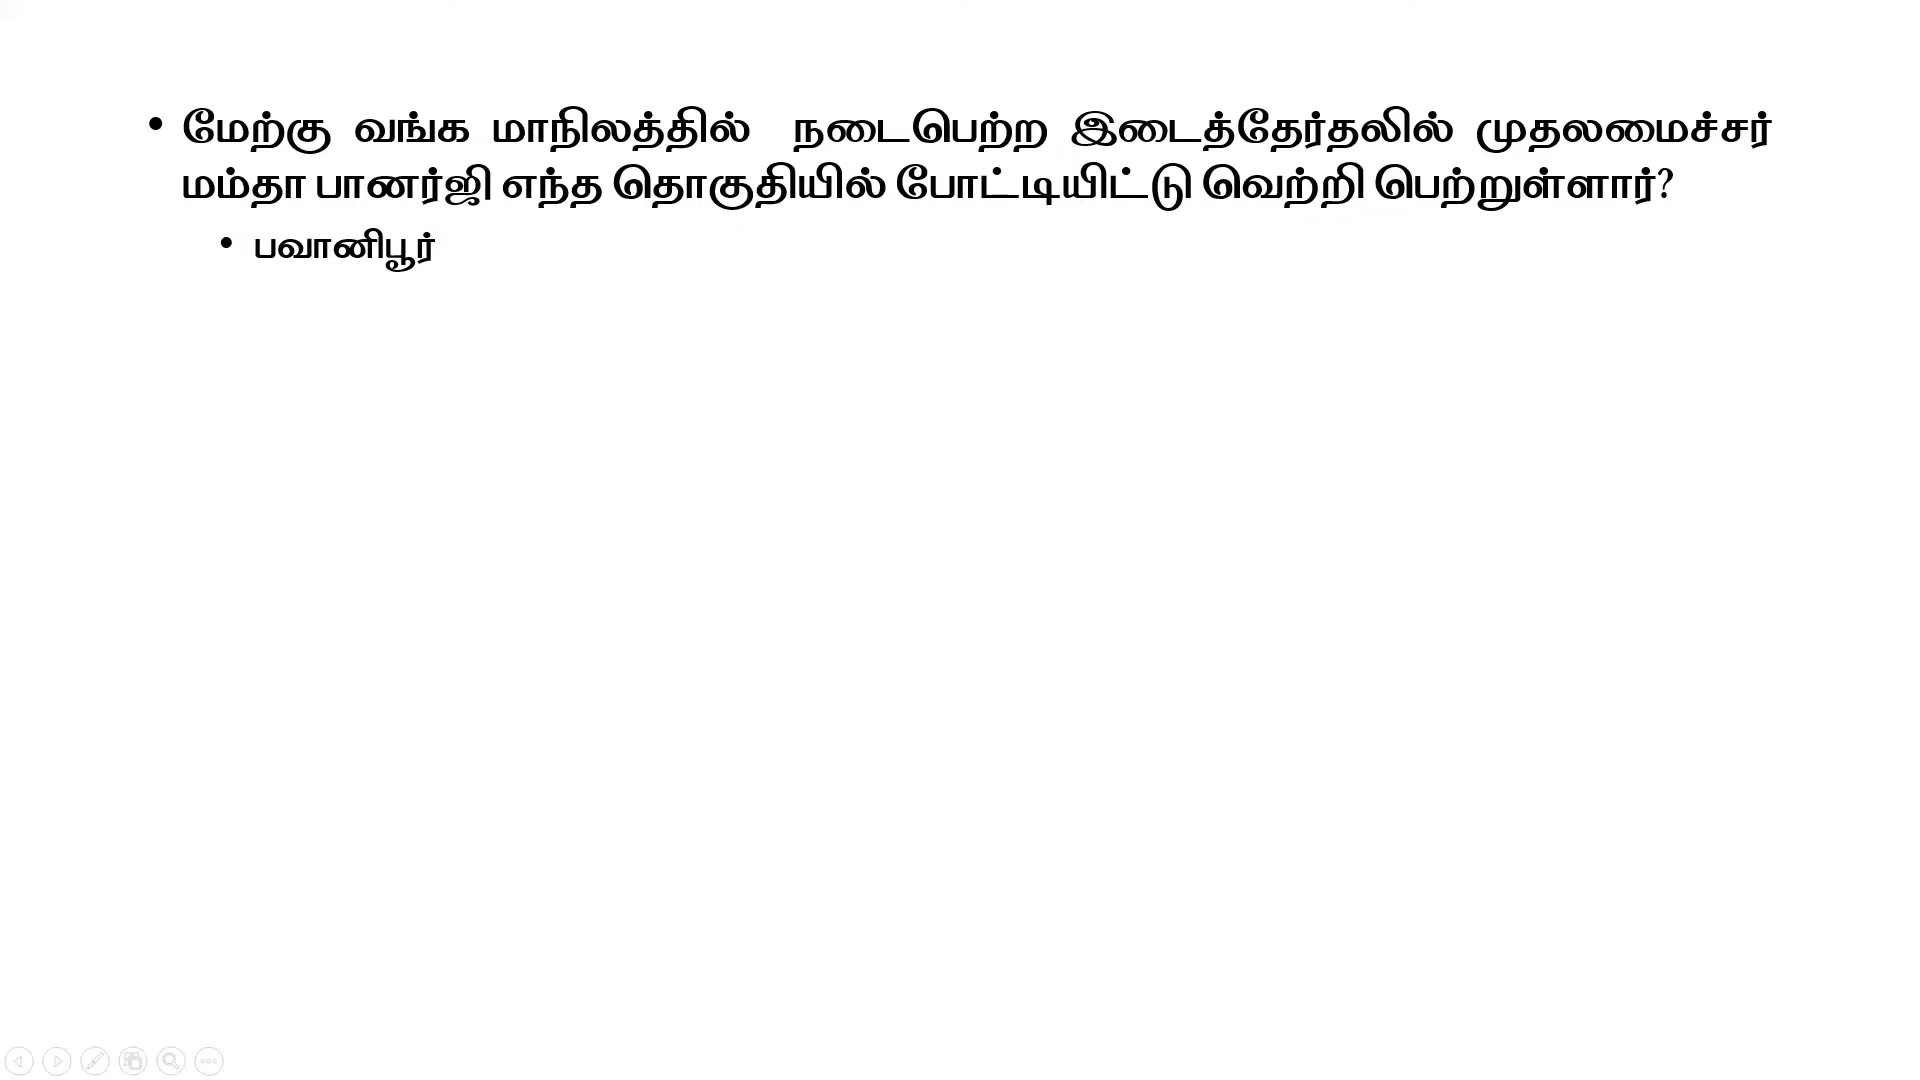 • மேற்கு வங்க மாநிலத்தில் நடைபெற்ற இடைத்தேர்தலில் முதலமைச்சர்
மம்தா பானர்ஜி எந்த தொகுதியில் போட்டியிட்டு வெற்றி பெற்றுள்ளார்?
• பவானிபூர்